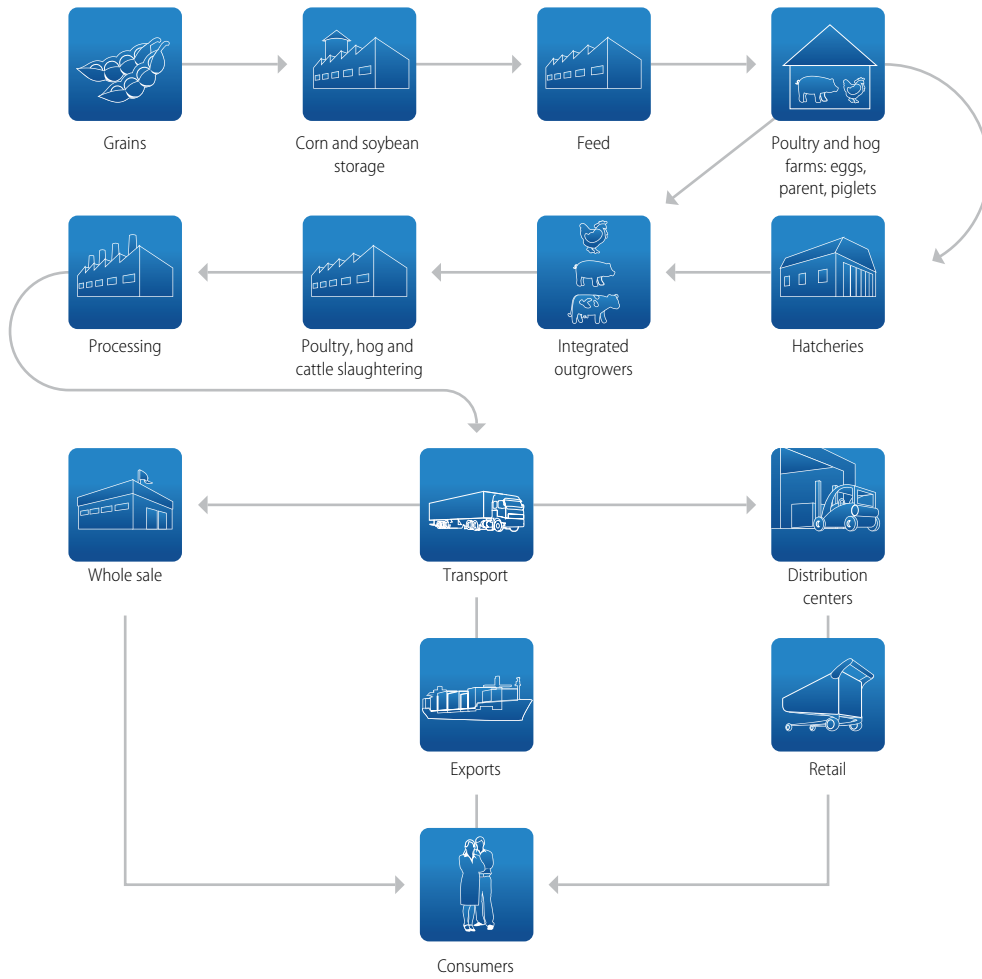 Grains
Corn and soybean
storage
Feed
Poultry and hog
farms: eggs,
parent, piglets
Processing
Poultry, hog and
cattle slaughtering
Integrated
outgrowers
Hatcheries
Whole sale
Transport
Distribution
centers
Exports
Retail
Consumers